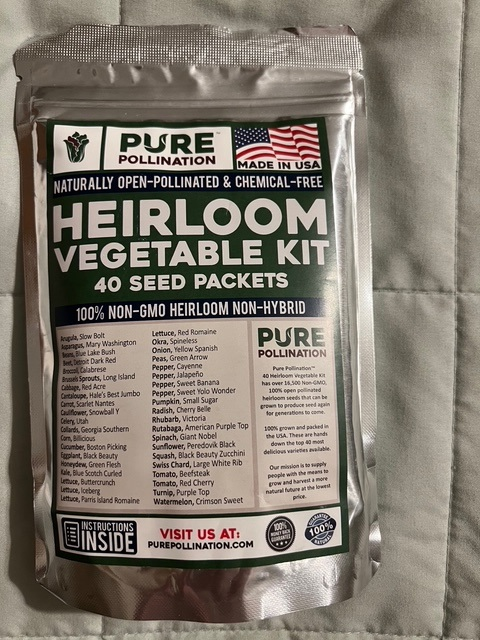 PURE
POLLINATION
MADE IN USA
NATURALLY OPEN-POLLINATED & CHEMICAL-FREE
HEIRLOOM
VEGETABLE KIT
40 SEED PACKETS
100% NON-GMO HEIRLOOM NON-HYBRID
Arugula, Slow Bolt
Asparagus, Mary Washington
Beans, Blue Lake Bush
Beet, Detroit Dark Red
Broccoli, Calabrese
Brussels Sprouts, Long Island
Cabbage, Red Acre
Cantaloupe, Hale's Best Jumbo
Carrot, Scarlet Nantes
Cauliflower, Snowball Y
Celery, Utah
Collards, Georgia Southern
Corn, Bilicious
Cucumber, Boston Picking
Eggplant, Black Beauty
Honeydew, Green Flesh
Kale, Blue Scotch Curled
Lettuce, Buttercrunch
Lettuce, Iceberg
Lettuce, Parris Island Romaine
Lettuce, Red Romaine
Okra, Spineless
Onion, Yellow Spanish
Peas, Green Arrow
Pepper, Cayenne
Pepper, Jalapeño
Pepper, Sweet Banana
Pepper, Sweet Yolo Wonder
Pumpkin, Small Sugar
Radish, Cherry Belle
Rhubarb, Victoria
Rutabaga, American Purple Top
Spinach, Giant Nobel
Sunflower, Peredovik Black
Squash, Black Beauty Zucchini
Swiss Chard, Large White Rib
Tomato, Beefsteak
Tomato, Red Cherry
Turnip, Purple Top
Watermelon, Crimson Sweet
PURE
POLLINATION
Pure Pollination™
40 Heirloom Vegetable Kit
has over 16,500 Non-GMO,
100% open pollinated
heirloom seeds that can be
grown to produce seed again
for generations to come.
100% grown and packed in
the USA. These are hands
down the top 40 most
delicious varieties available.
Our mission is to supply
people with the means to
grow and harvest a more
natural future at the lowest
price.
INSTRUCTIONS
INSIDE
VISIT US AT:
PUREPOLLINATION.COM
100%
MONEY BACK
GUARANTEE
GUARANTEE
100%
NATURAL